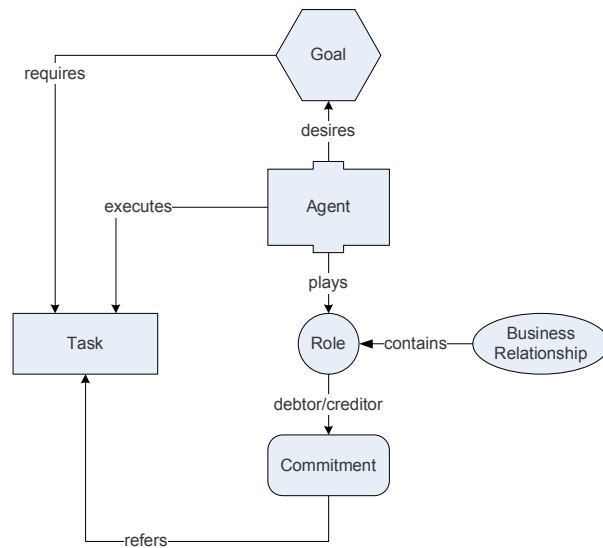 Goal
requires
desires
Agent
executes
plays
Task
Role
contains
Business
Relationship
debtor/creditor
Commitment
refers